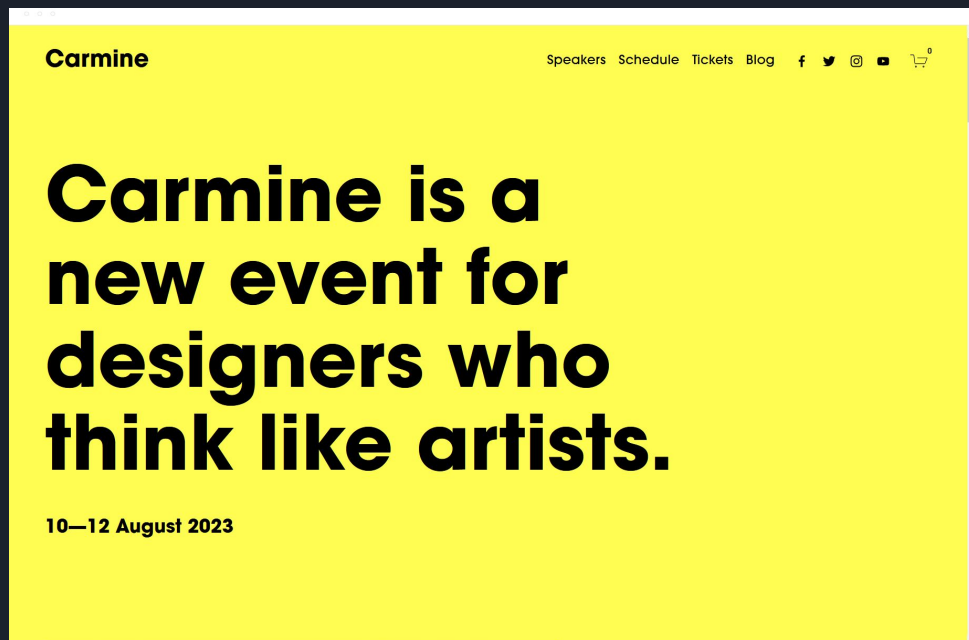 Carmine
Speakers Schedule Tickets Blog 0
Carmine is a
new event for
designers who
think like artists.
10—12 August 2023